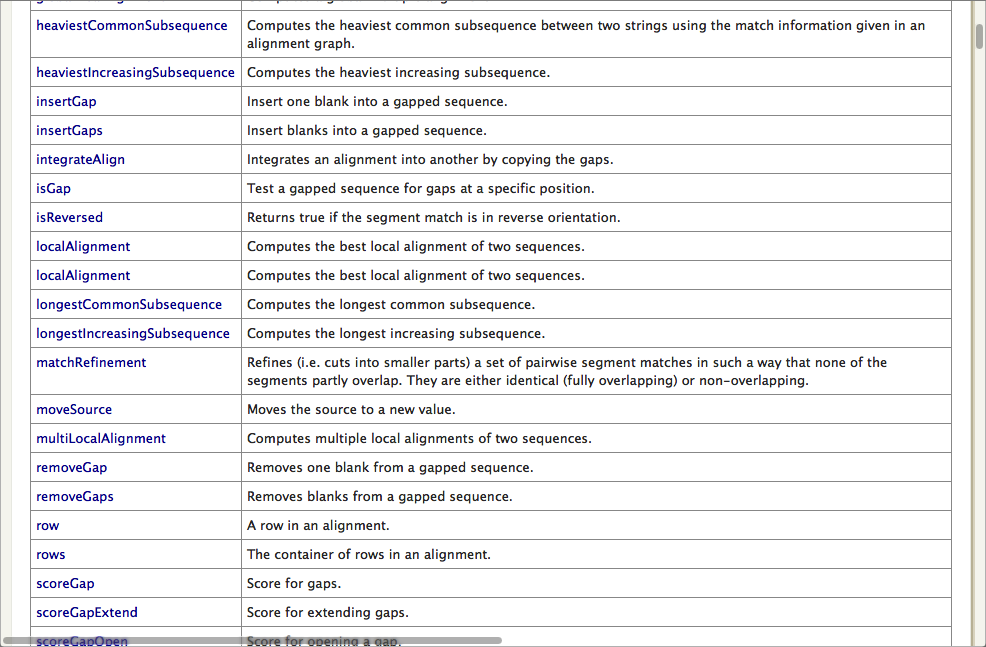 heaviestCommonSubsequence Computes the heaviest common subsequence between two strings using the match information given in an
alignment graph.
heaviestIncreasingSubsequence Computes the heaviest increasing subsequence.
insertGap Insert one blank into a gapped sequence.
insertGaps Insert blanks into a gapped sequence.
integrateAlign Integrates an alignment into another by copying the gaps.
isGap Test a gapped sequence for gaps at a specific position.
isReversed Returns true if the segment match is in reverse orientation.
localAlignment Computes the best local alignment of two sequences.
localAlignment Computes the best local alignment of two sequences.
longestCommonSubsequence Computes the longest common subsequence.
longestIncreasingSubsequence Computes the longest increasing subsequence.
matchRefinement Refines (i.e. cuts into smaller parts) a set of pairwise segment matches in such a way that none of the
segments partly overlap. They are either identical (fully overlapping) or non-overlapping.
moveSource Moves the source to a new value.
multiLocalAlignment Computes multiple local alignments of two sequences.
removeGap Removes one blank from a gapped sequence.
removeGaps Removes blanks from a gapped sequence.
row A row in an alignment.
rows The container of rows in an alignment.
scoreGap Score for gaps.
scoreGapExtend Score for extending gaps.
scoreGapOpen Score for opening a gap.